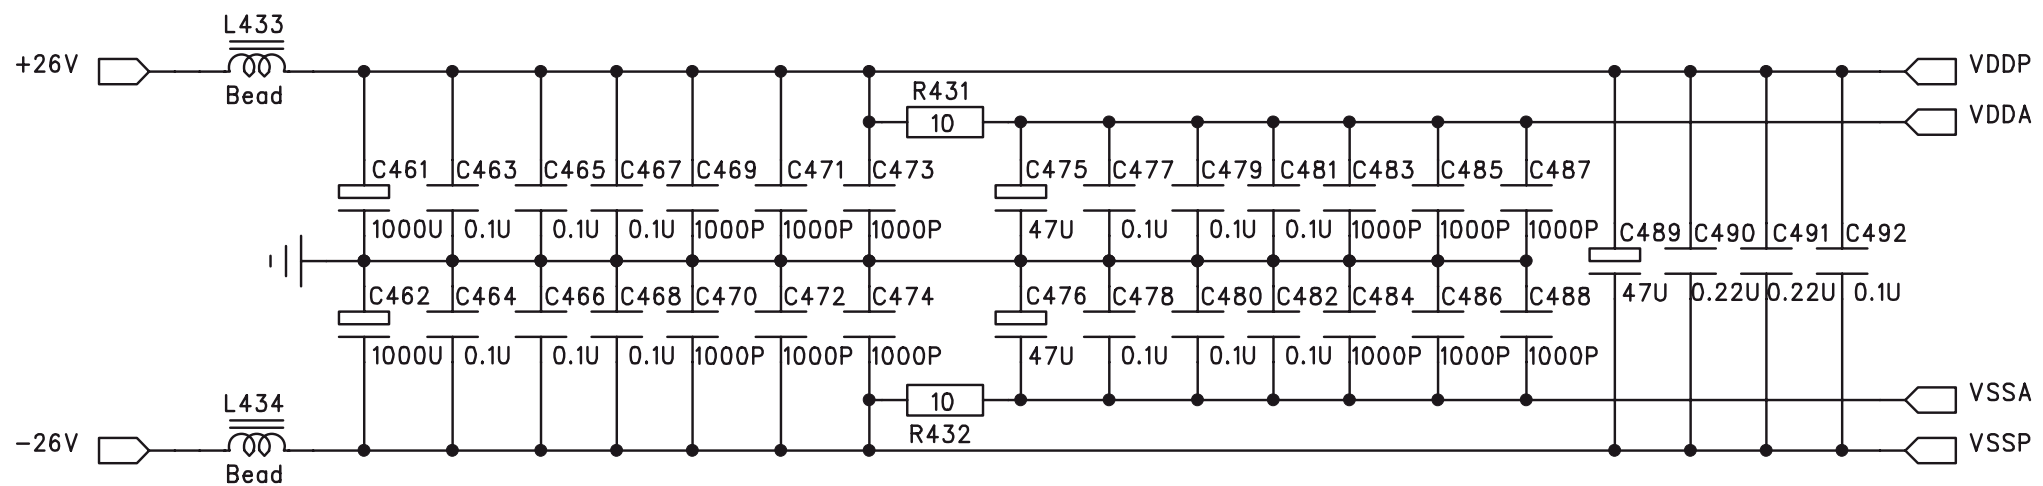 L433
+26V
Bead
VDDP
R431
10
VDDA
C461 C463 C465 C467 C469 C471 C473 C475 C477 C479 C481 C483 C485 C487
1000U 0.1U 0.1U 0.1U 1000P 1000P 1000P 47U 0.1U 0.1U 0.1U 1000P 1000P 1000P
C489 C490 C491 C492
47U 0.22U 0.22U 0.1U
C462 C464 C466 C468 C470 C472 C474 C476 C478 C480 C482 C484 C486 C488
1000U 0.1U 0.1U 0.1U 1000P 1000P 1000P 47U 0.1U 0.1U 0.1U 1000P 1000P 1000P
L434
10
VSSA
R432
-26V
VSSP
Bead